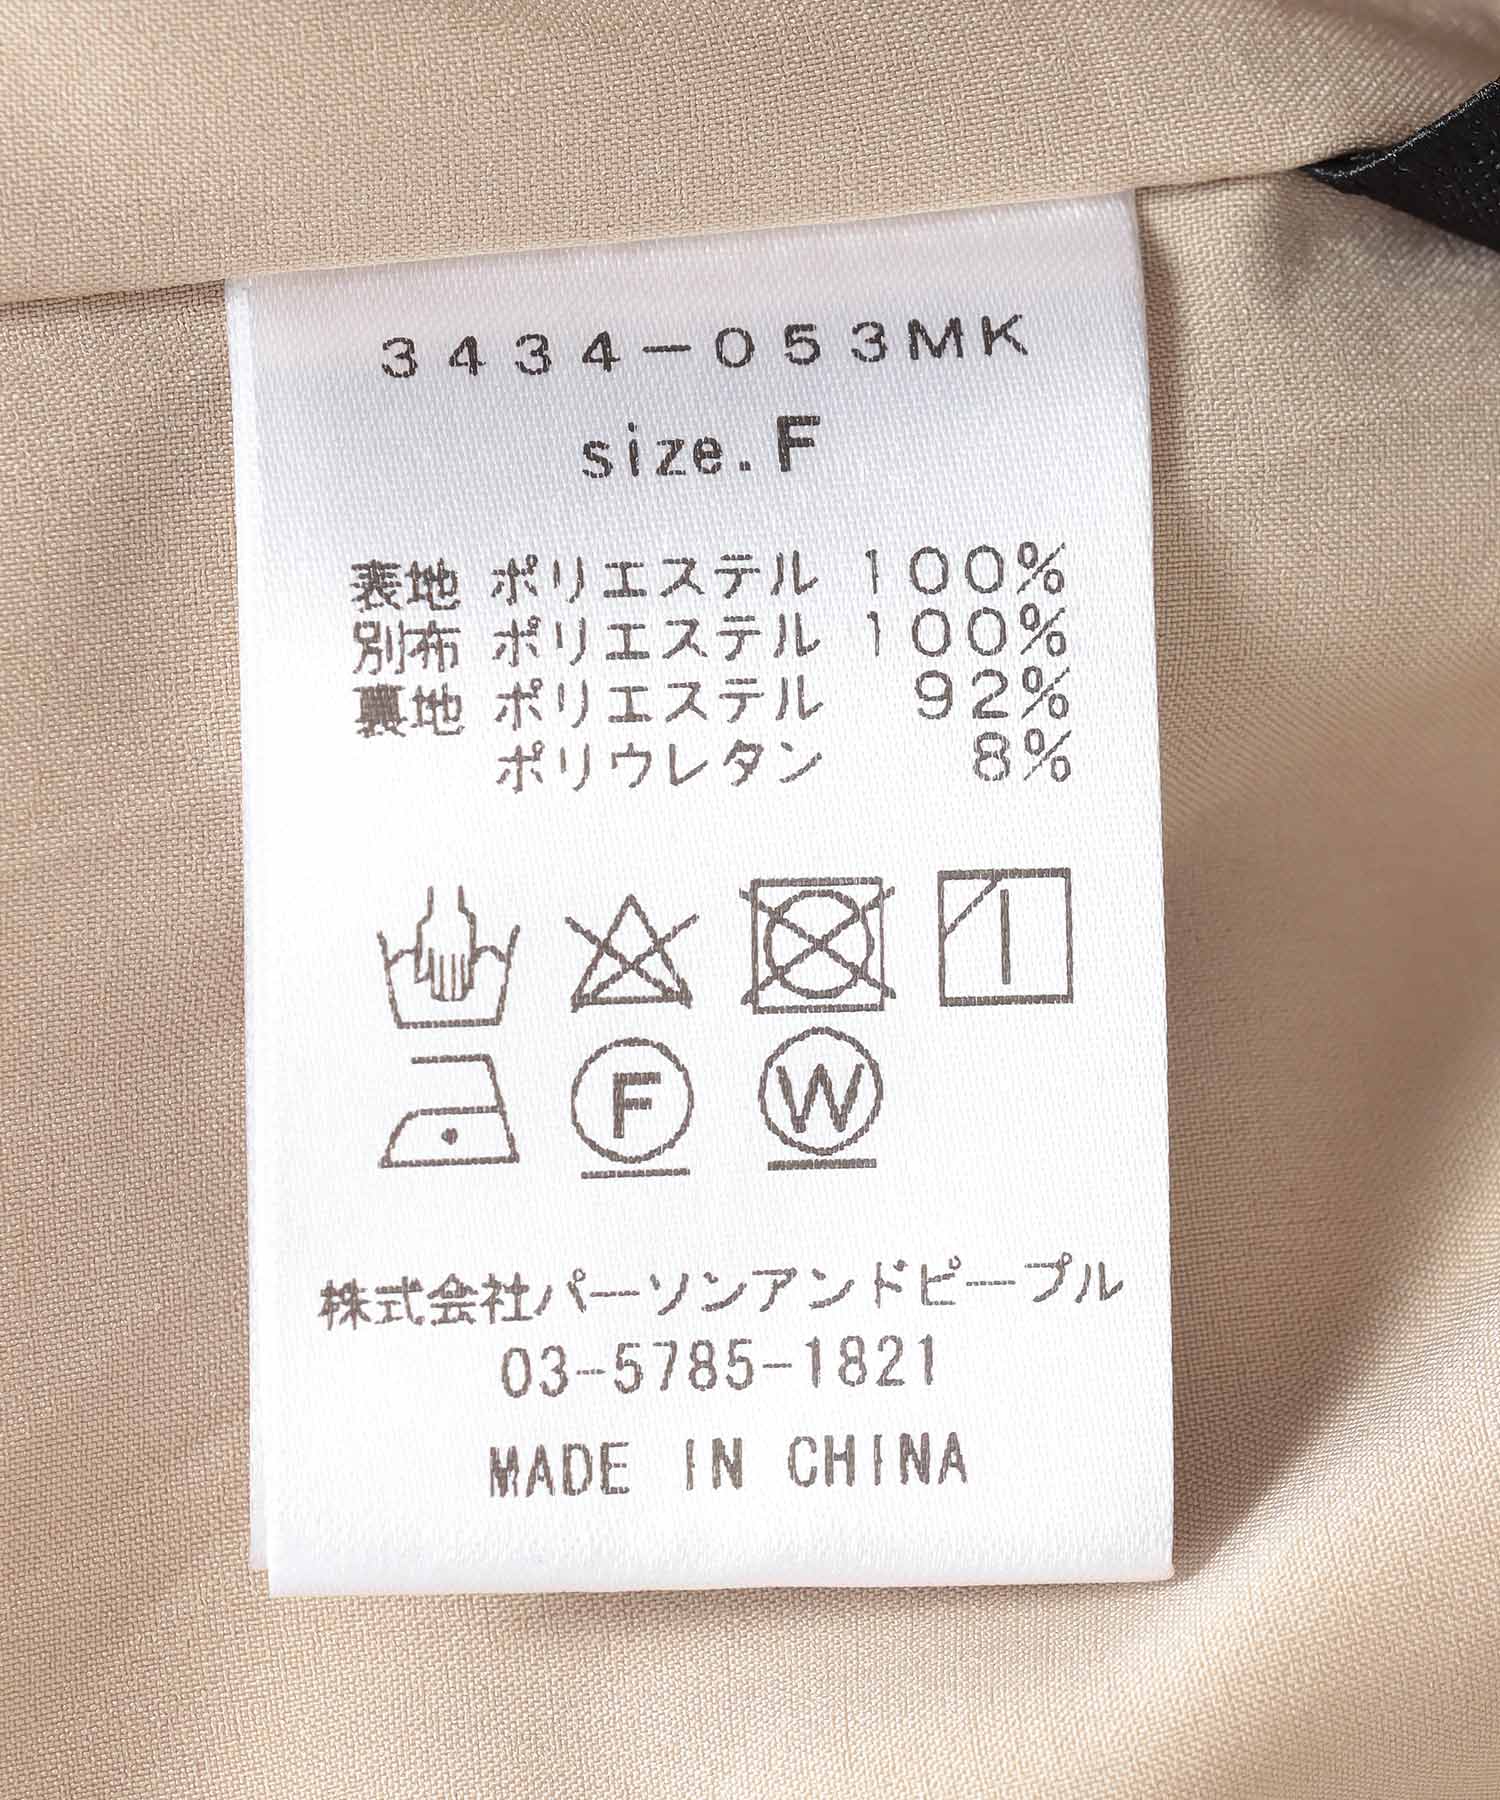 3434-053MK
size.F
表地 ポリエステル 100%
別布 ポリエステル 100%
裏地 ポリエステル 92%
ポリウレタン 8%
F W
株式会社パーソンアンドピープル
03-5785-1821
MADE IN CHINA